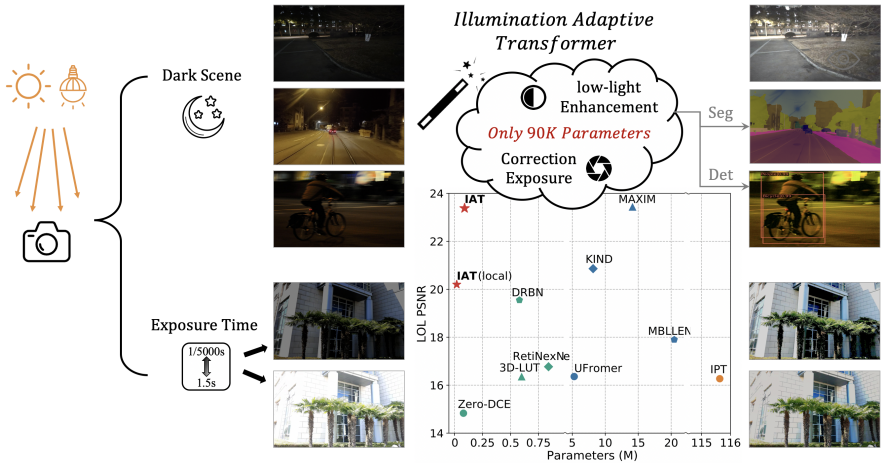 Illumination Adaptive
Transformer
Dark Scene
low-light
Enhancement
Only 90K Parameters
Correction
Exposure
Seg
Det
Exposure Time
1/5000s
1.5s
24
22
20
18
16
14
LOL PSNR
IAT
MAXIM
KIND
IAT(local)
DRBN
MBLLEN
RetiNexNe
3D-LUT
UFromer
IPT
Zero-DCE
0 0.25 0.5 0.75 5 10 15 20 115 116
Parameters (M)